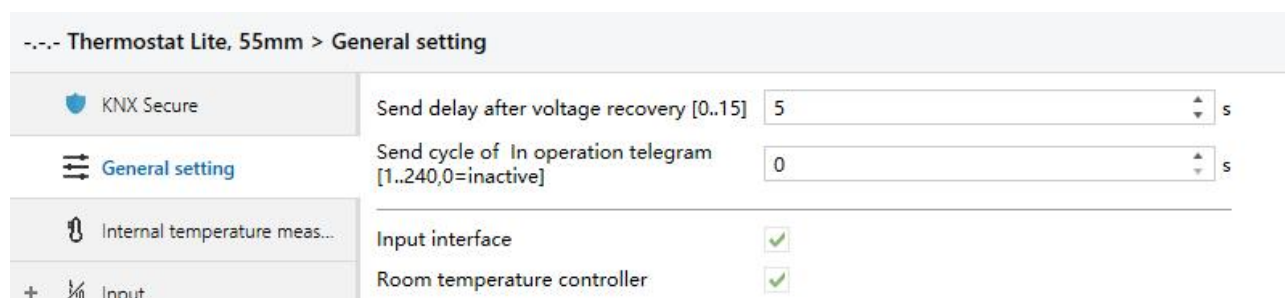 -.-.- Thermostat Lite, 55mm > General setting
KNX Secure
General setting
Internal temperature meas...
Input
Send delay after voltage recovery [0..15] 5 s
Send cycle of In operation telegram
[1..240,0=inactive] 0 s
Input interface
Room temperature controller